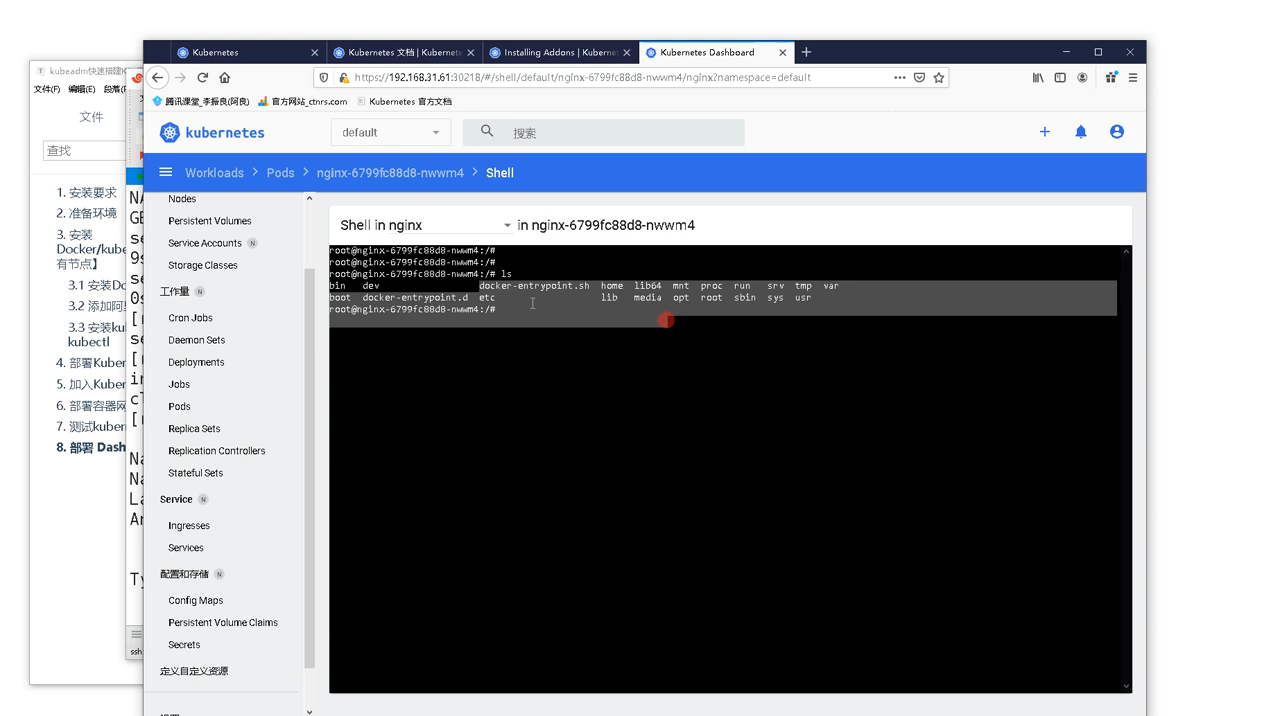 Kubernetes
Kubernetes 文档 | Kubernete
Installing Addons | Kuberne
Kubernetes Dashboard
https://192.168.31.61:30218/#/shell/default/nginx-6799fc88d8-nwwm4/nginx?namespace=default
腾讯课堂_李振良(阿良)
官方网站_ctnrs.com
Kubernetes 官方文档
kubernetes
default
搜索
Workloads
Pods
nginx-6799fc88d8-nwwm4
Shell
Nodes
Persistent Volumes
Service Accounts N
Storage Classes
工作量 N
Cron Jobs
Daemon Sets
Deployments
Jobs
Pods
Replica Sets
Replication Controllers
Stateful Sets
Service N
Ingresses
Services
配置和存储 N
Config Maps
Persistent Volume Claims
Secrets
定义自定义资源
Shell in nginx
in nginx-6799fc88d8-nwwm4
root@nginx-6799fc88d8-nwwm4:/#
root@nginx-6799fc88d8-nwwm4:/#
root@nginx-6799fc88d8-nwwm4:/# ls
bin dev docker-entrypoint.sh home lib64 mnt proc run srv tmp var
boot docker-entrypoint.d etc lib media opt root sbin sys usr
root@nginx-6799fc88d8-nwwm4:/#
kubeadm快速搭建K
文件(F) 编辑(E) 段落(P
文件
查找
1. 安装要求
2. 准备环境
3. 安装
Docker/kube
有节点】
3.1 安装Do
3.2 添加阿里
3.3 安装ku
kubectl
4. 部署Kuber
5. 加入Kuber
6. 部署容器网
7. 测试kuber
8. 部署 Dash
ssh